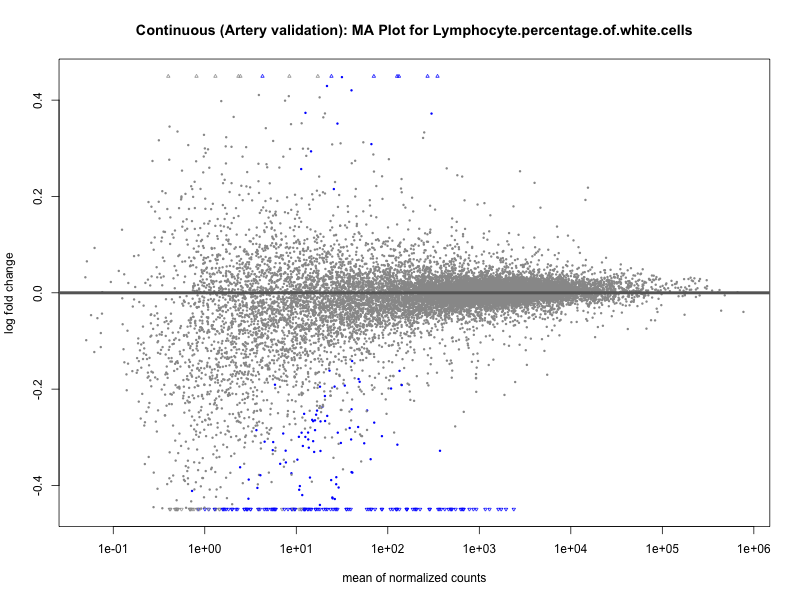 Continuous (Artery validation): MA Plot for Lymphocyte.percentage.of.white.cells
log fold change
0.4
0.2
0.0
-0.2
-0.4
1e-01 1e+00 1e+01 1e+02 1e+03 1e+04 1e+05 1e+06
mean of normalized counts